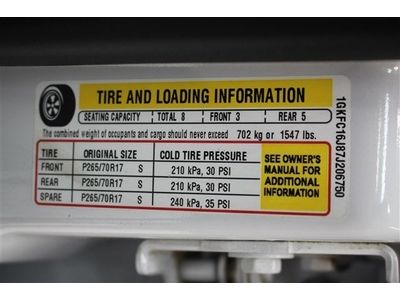 TIRE AND LOADING INFORMATION
SEATING CAPACITY TOTAL 8 FRONT 3 REAR 5
The combined weight of occupants and cargo should never exceed 702 kg or 1547 lbs.
TIRE ORIGINAL SIZE COLD TIRE PRESSURE
FRONT P265/70R17 S 210 kPa, 30 PSI
REAR P265/70R17 S 210 kPa, 30 PSI
SPARE P265/70R17 S 240 kPa, 35 PSI
SEE OWNER'S
MANUAL FOR
ADDITIONAL
INFORMATION
1GKFC16J87J206750